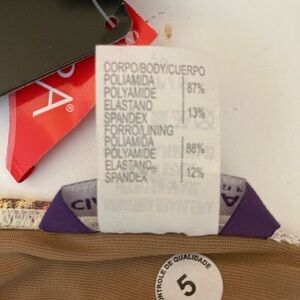 CORPO/BODY/CUERPO
POLIAMIDA
POLYAMIDE 87%
ELASTANO
SPANDEX 13%
FORRO/LINING
POLIAMIDA
POLYAMIDE 88%
ELASTANO
SPANDEX 12%
CONTROLE DE QUALIDADE
5